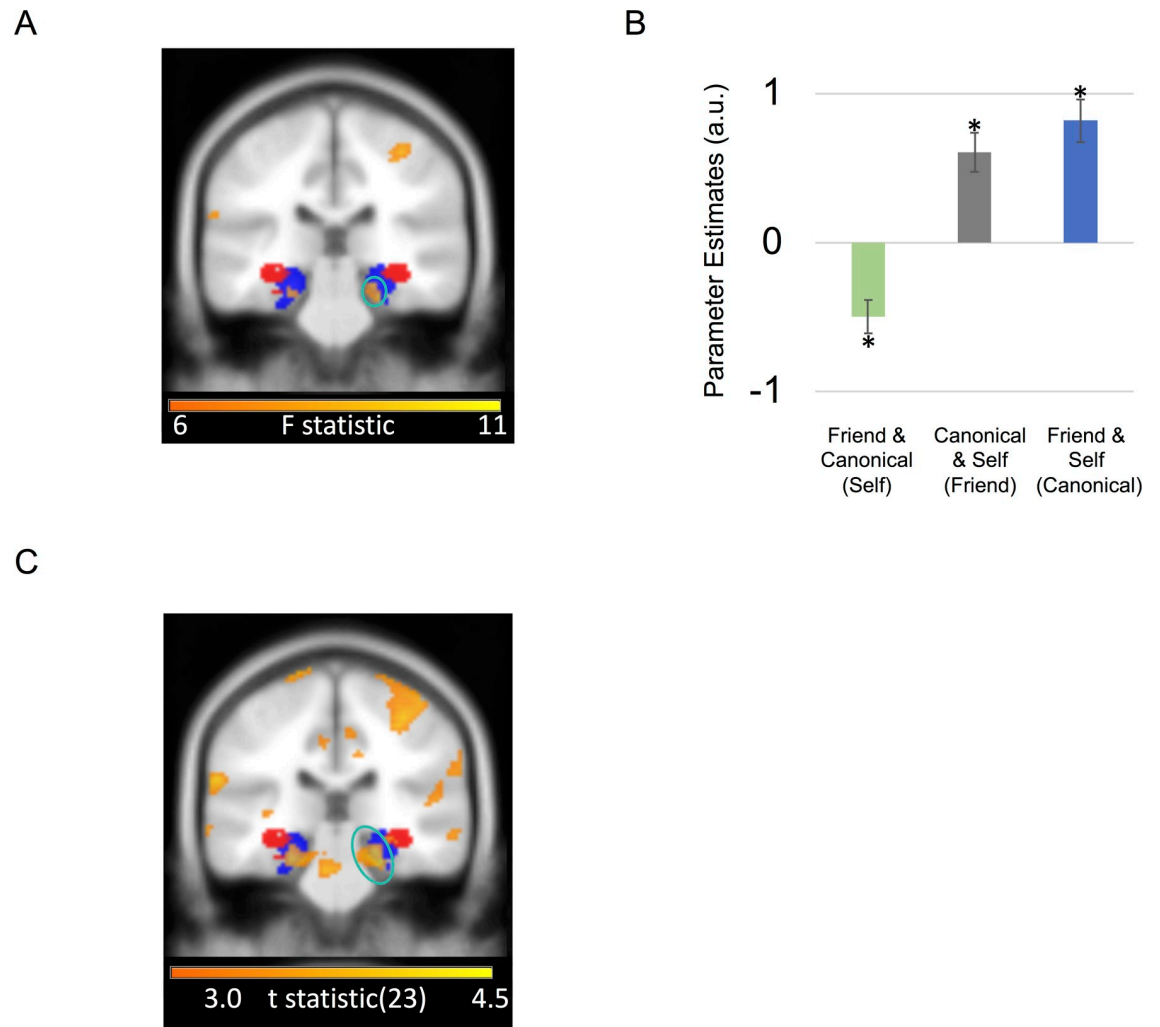 A
6 F statistic 11
B
Parameter Estimates (a.u.)
1
0
-1
*
*
*
Friend &
Canonical
(Self)
Canonical
& Self
(Friend)
Friend &
Self
(Canonical)
C
3.0 t statistic(23) 4.5